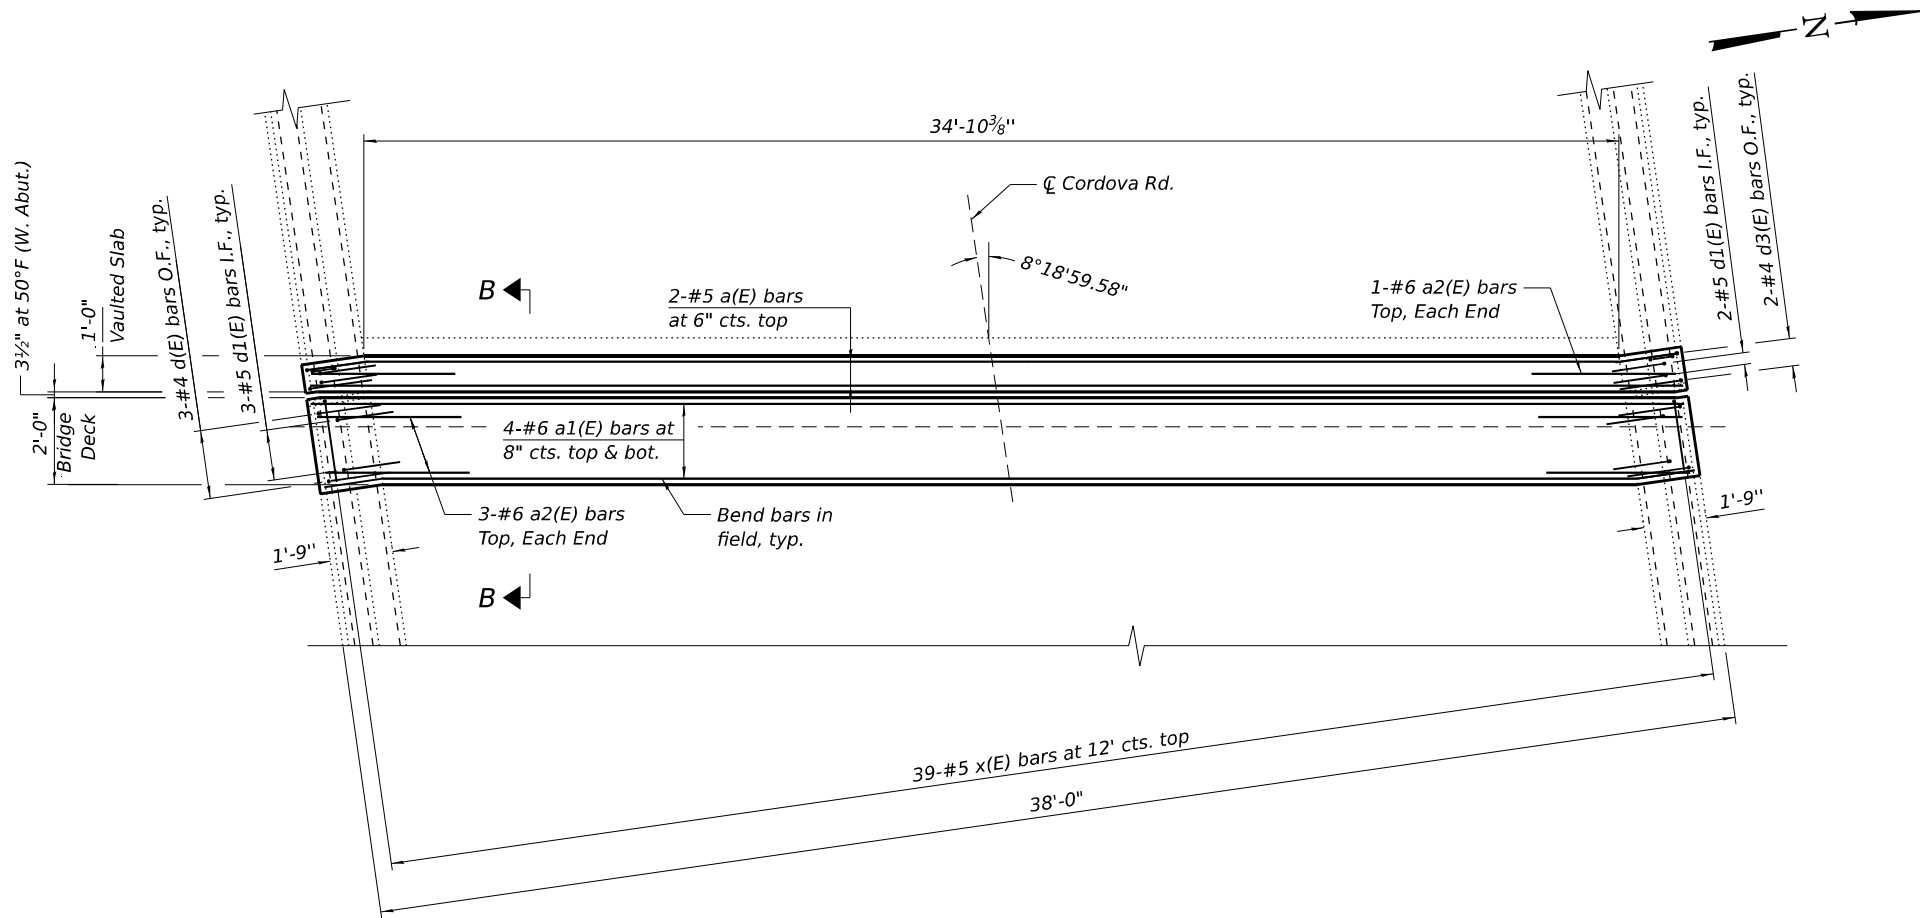 N
34'-10⅜''
℄ Cordova Rd.
8°18'59.58"
B
2-#5 a(E) bars
at 6" cts. top
1-#6 a2(E) bars
Top, Each End
2-#5 d1(E) bars I.F., typ.
2-#4 d3(E) bars O.F., typ.
3½" at 50°F (W. Abut.)
1'-0"
Vaulted Slab
3-#4 d(E) bars O.F., typ.
3-#5 d1(E) bars I.F., typ.
2'-0"
Bridge
Deck
4-#6 a1(E) bars at
8" cts. top & bot.
3-#6 a2(E) bars
Top, Each End
Bend bars in
field, typ.
1'-9''
1'-9''
B
39-#5 x(E) bars at 12' cts. top
38'-0"